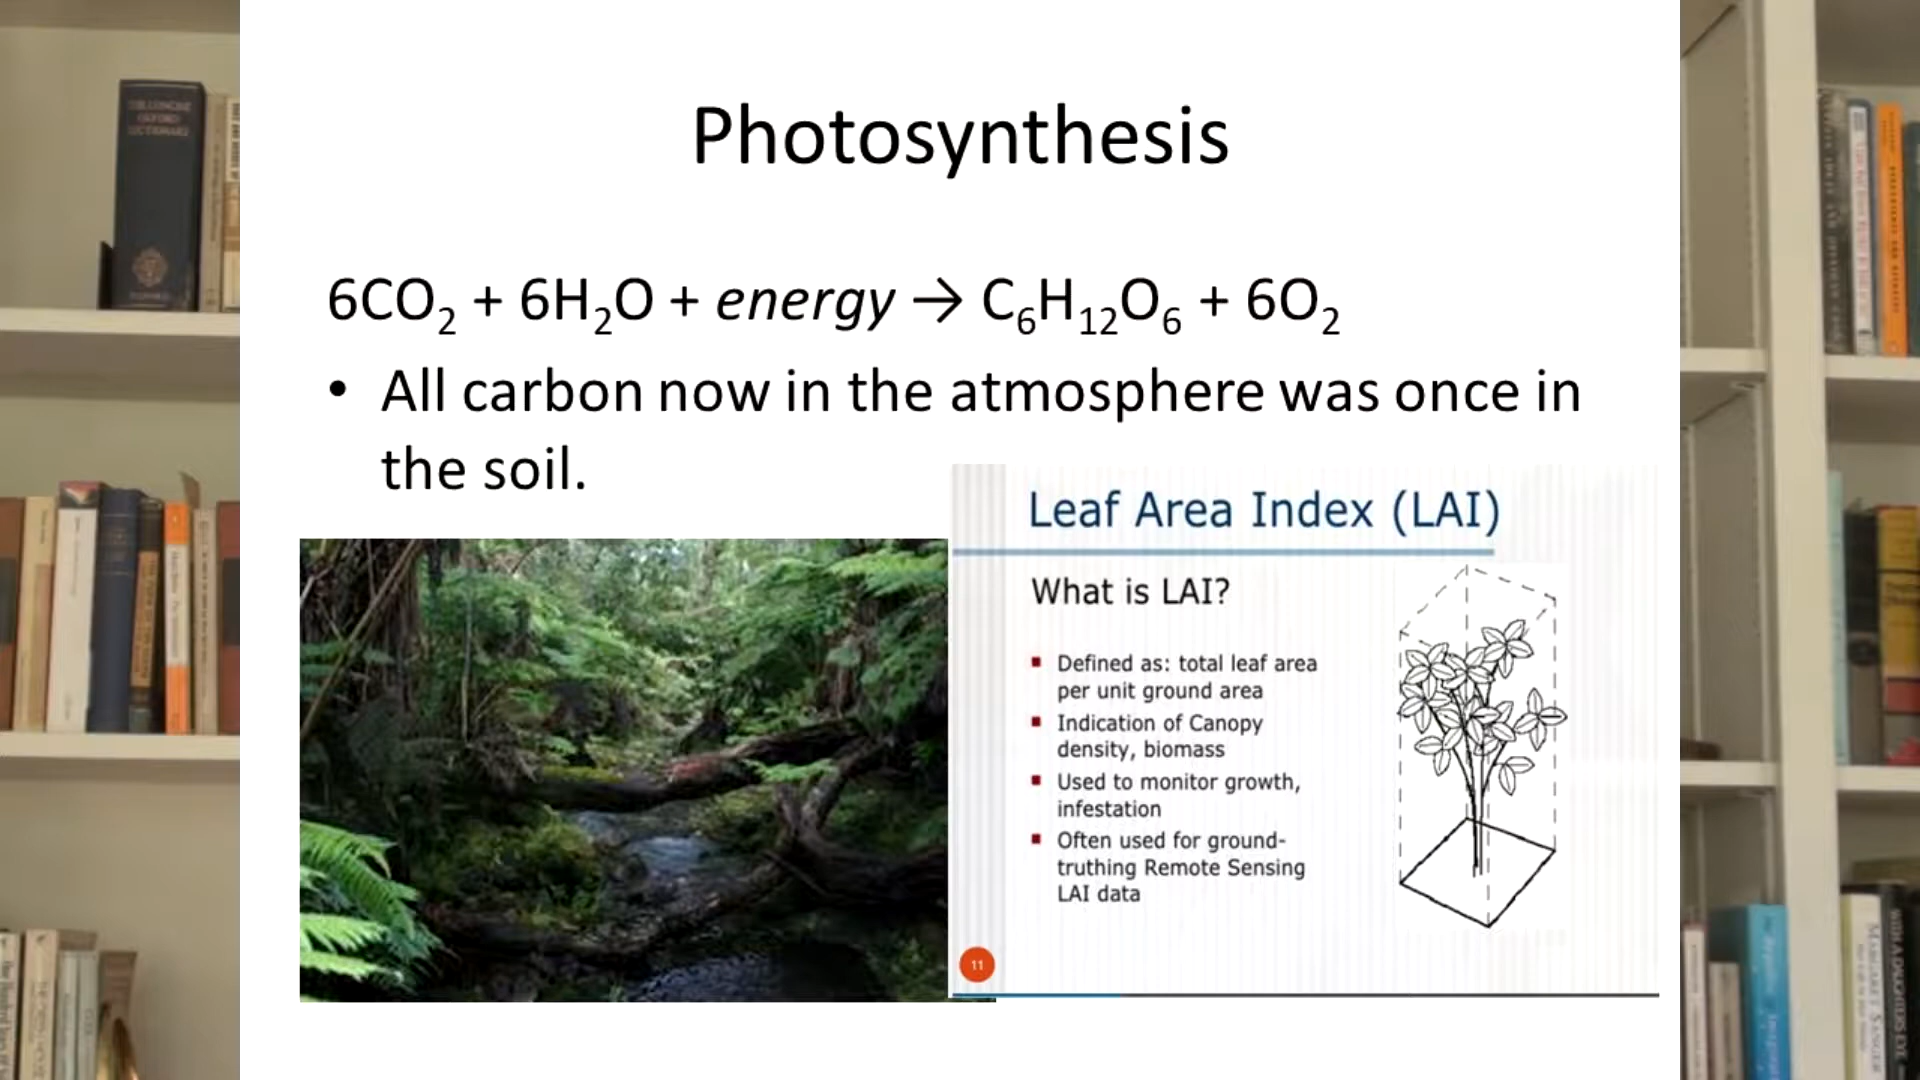 Photosynthesis
6CO₂ + 6H₂O + energy → C₆H₁₂O₆ + 6O₂
• All carbon now in the atmosphere was once in
the soil.
Leaf Area Index (LAI)
What is LAI?
Defined as: total leaf area
per unit ground area
Indication of Canopy
density, biomass
Used to monitor growth,
infestation
Often used for ground-
truthing Remote Sensing
LAI data
11